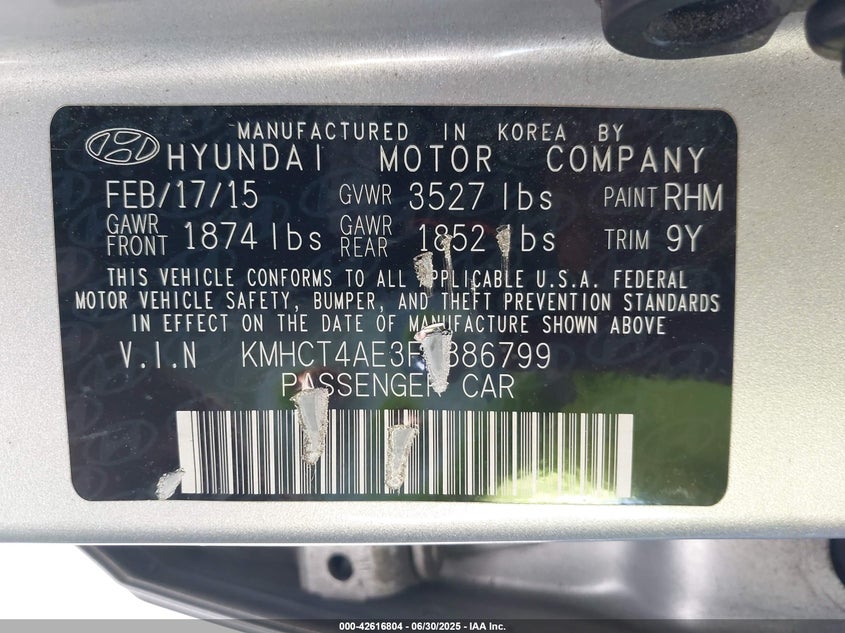 MANUFACTURED IN KOREA BY
HYUNDAI MOTOR COMPANY
FEB/17/15 GVWR 3527 lbs PAINT RHM
GAWR FRONT 1874 lbs GAWR REAR 1852 lbs TRIM 9Y
THIS VEHICLE CONFORMS TO ALL APPLICABLE U.S.A. FEDERAL
MOTOR VEHICLE SAFETY, BUMPER, AND THEFT PREVENTION STANDARDS
IN EFFECT ON THE DATE OF MANUFACTURE SHOWN ABOVE
V.I.N
PASSENGER CAR
000-42616804 - 06/30/2025 - IAA Inc.